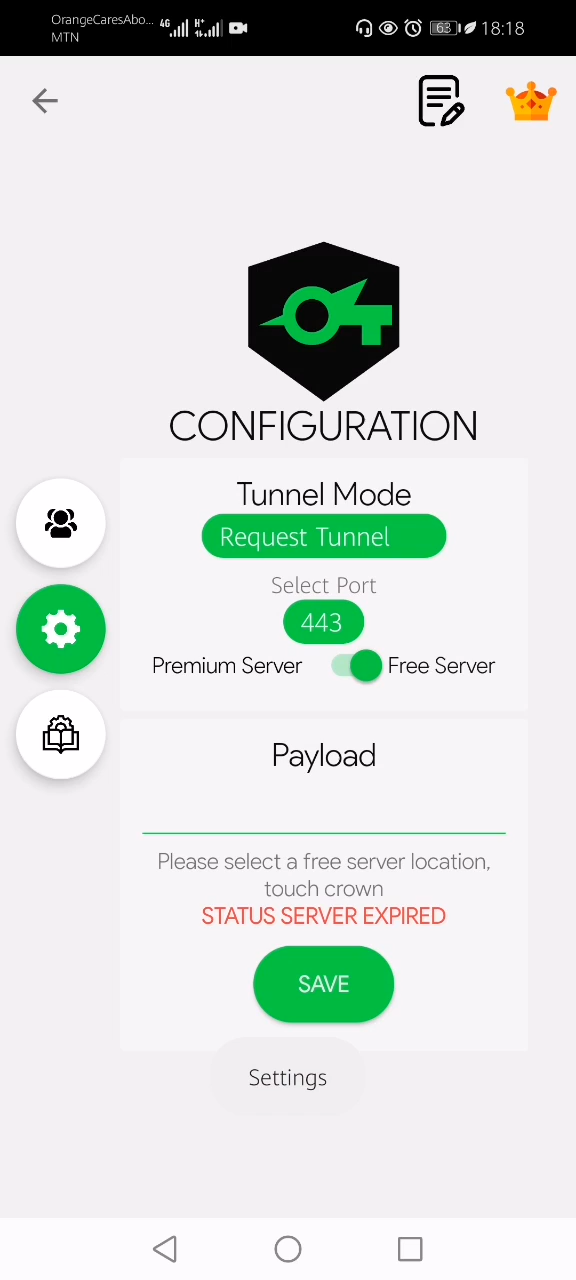 OrangeCaresAbo...
MTN
4G
H+
63
18:18
CONFIGURATION
Tunnel Mode
Request Tunnel
Select Port
443
Premium Server
Free Server
Payload
Please select a free server location,
touch crown
STATUS SERVER EXPIRED
SAVE
Settings